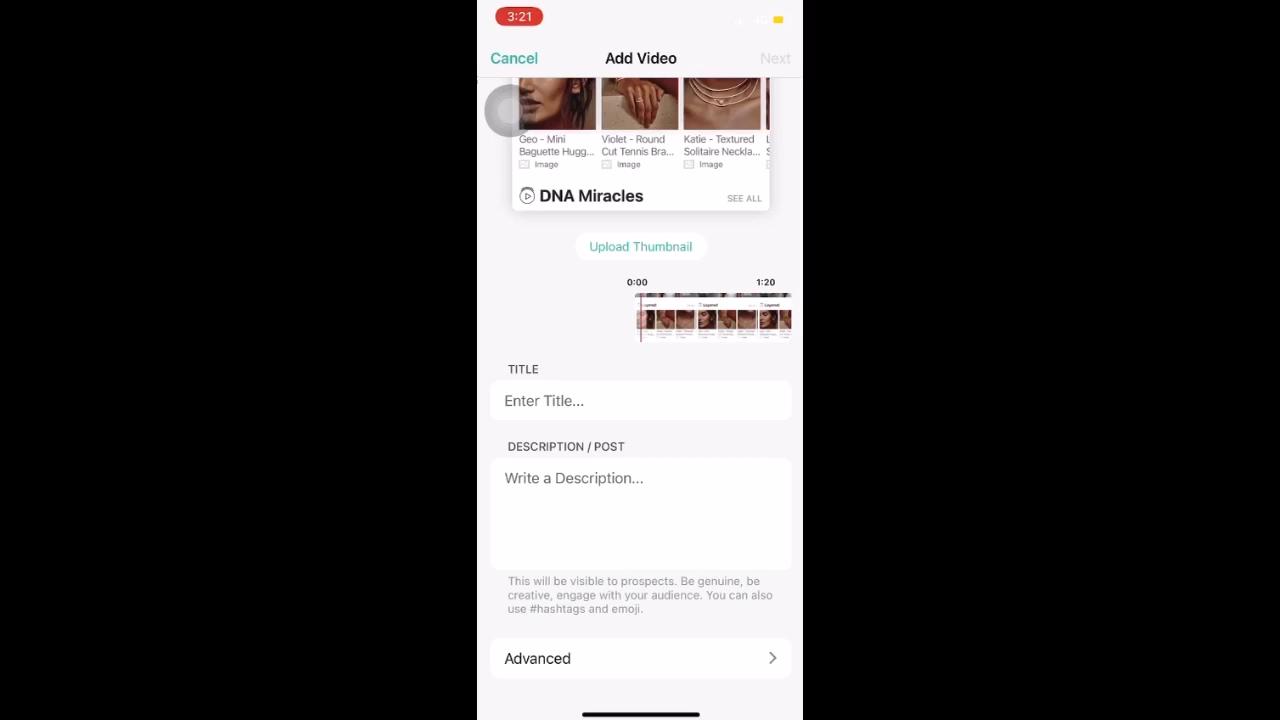 3:21
4G
Cancel
Add Video
Next
Geo - Mini
Baguette Hugg...
Image
Violet - Round
Cut Tennis Bra...
Image
Katie - Textured
Solitaire Neckla...
Image
DNA Miracles
SEE ALL
Upload Thumbnail
0:00
1:20
TITLE
Enter Title...
DESCRIPTION / POST
Write a Description...
This will be visible to prospects. Be genuine, be
creative, engage with your audience. You can also
use #hashtags and emoji.
Advanced